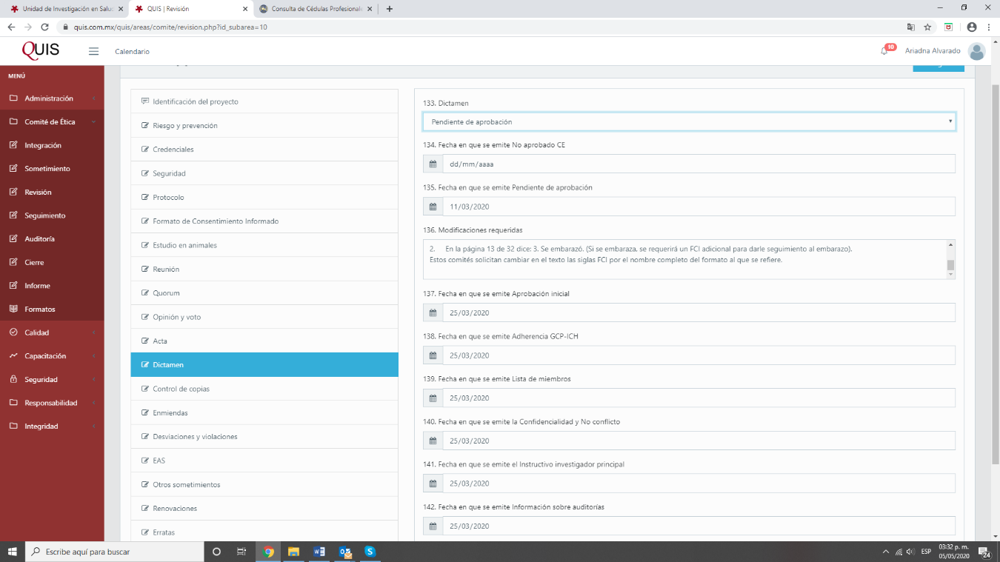 Unidad de Investigación en Salu
QUIS | Revisión
Consulta de Cédulas Profesionale
quis.com.mx/quis/areas/comite/revision.php?id_subarea=10
QUIS
Calendario
10
Ariadna Alvarado
MENÚ
Administración
Comité de Ética
Integración
Sometimiento
Revisión
Seguimiento
Auditoría
Cierre
Informe
Formatos
Calidad
Capacitación
Seguridad
Responsabilidad
Integridad
Identificación del proyecto
Riesgo y prevención
Credenciales
Seguridad
Protocolo
Formato de Consentimiento Informado
Estudio en animales
Reunión
Quorum
Opinión y voto
Acta
Dictamen
Control de copias
Enmiendas
Desviaciones y violaciones
EAS
Otros sometimientos
Renovaciones
Erratas
133. Dictamen
Pendiente de aprobación
134. Fecha en que se emite No aprobado CE
dd/mm/aaaa
135. Fecha en que se emite Pendiente de aprobación
11/03/2020
136. Modificaciones requeridas
2. En la página 13 de 32 dice: 3. Se embarazó. (Si se embaraza, se requerirá un FCI adicional para darle seguimiento al embarazo).
Estos comités solicitan cambiar en el texto las siglas FCI por el nombre completo del formato al que se refiere.
137. Fecha en que se emite Aprobación inicial
25/03/2020
138. Fecha en que se emite Adherencia GCP-ICH
25/03/2020
139. Fecha en que se emite Lista de miembros
25/03/2020
140. Fecha en que se emite la Confidencialidad y No conflicto
25/03/2020
141. Fecha en que se emite el Instructivo investigador principal
25/03/2020
142. Fecha en que se emite Información sobre auditorías
25/03/2020
Escribe aquí para buscar
ESP
03:32 p. m.
05/05/2020
24